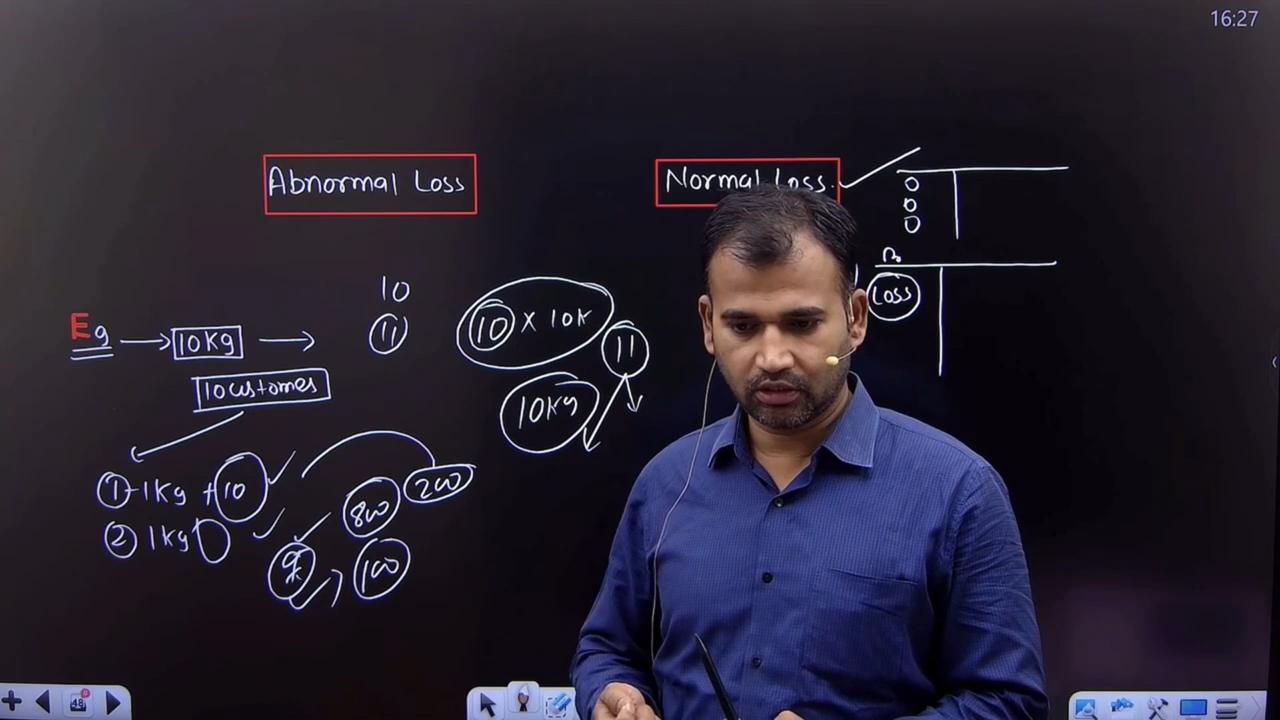 16:27
Abnormal Loss
Normal Loss.
Loss
10
11
Eg → 10Kg →
10 × 10K
11
10Kg
10customes
① - 1Kg + 10
② 1Kg
200
800
100
48